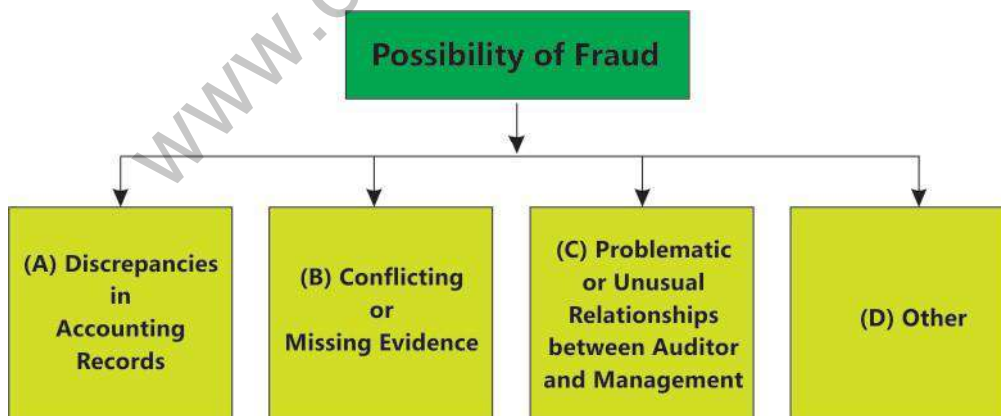 www.
Possibility of Fraud
(A) Discrepancies
in
Accounting
Records
(B) Conflicting
or
Missing Evidence
(C) Problematic
or Unusual
Relationships
between Auditor
and Management
(D) Other